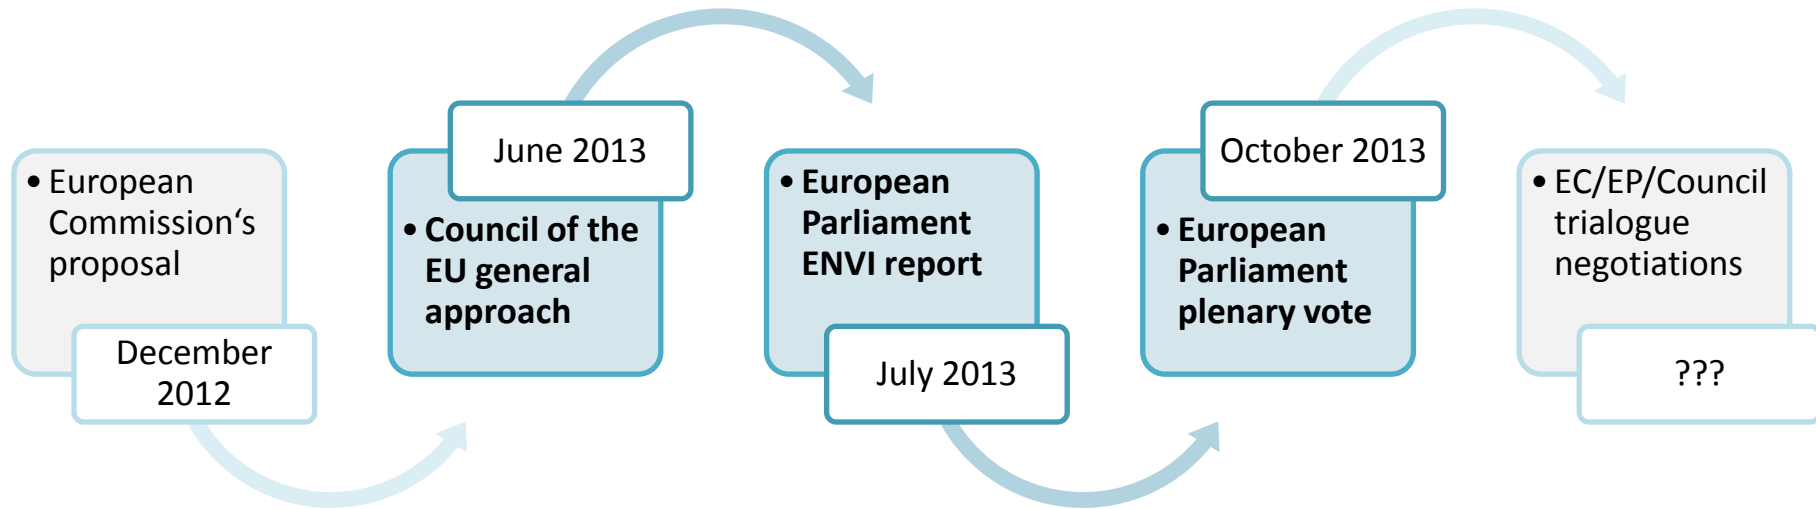 • European
Commission‘s
proposal
December
2012
June 2013
• Council of the
EU general
approach
• European
Parliament
ENVI report
July 2013
October 2013
• European
Parliament
plenary vote
• EC/EP/Council
trialogue
negotiations
???